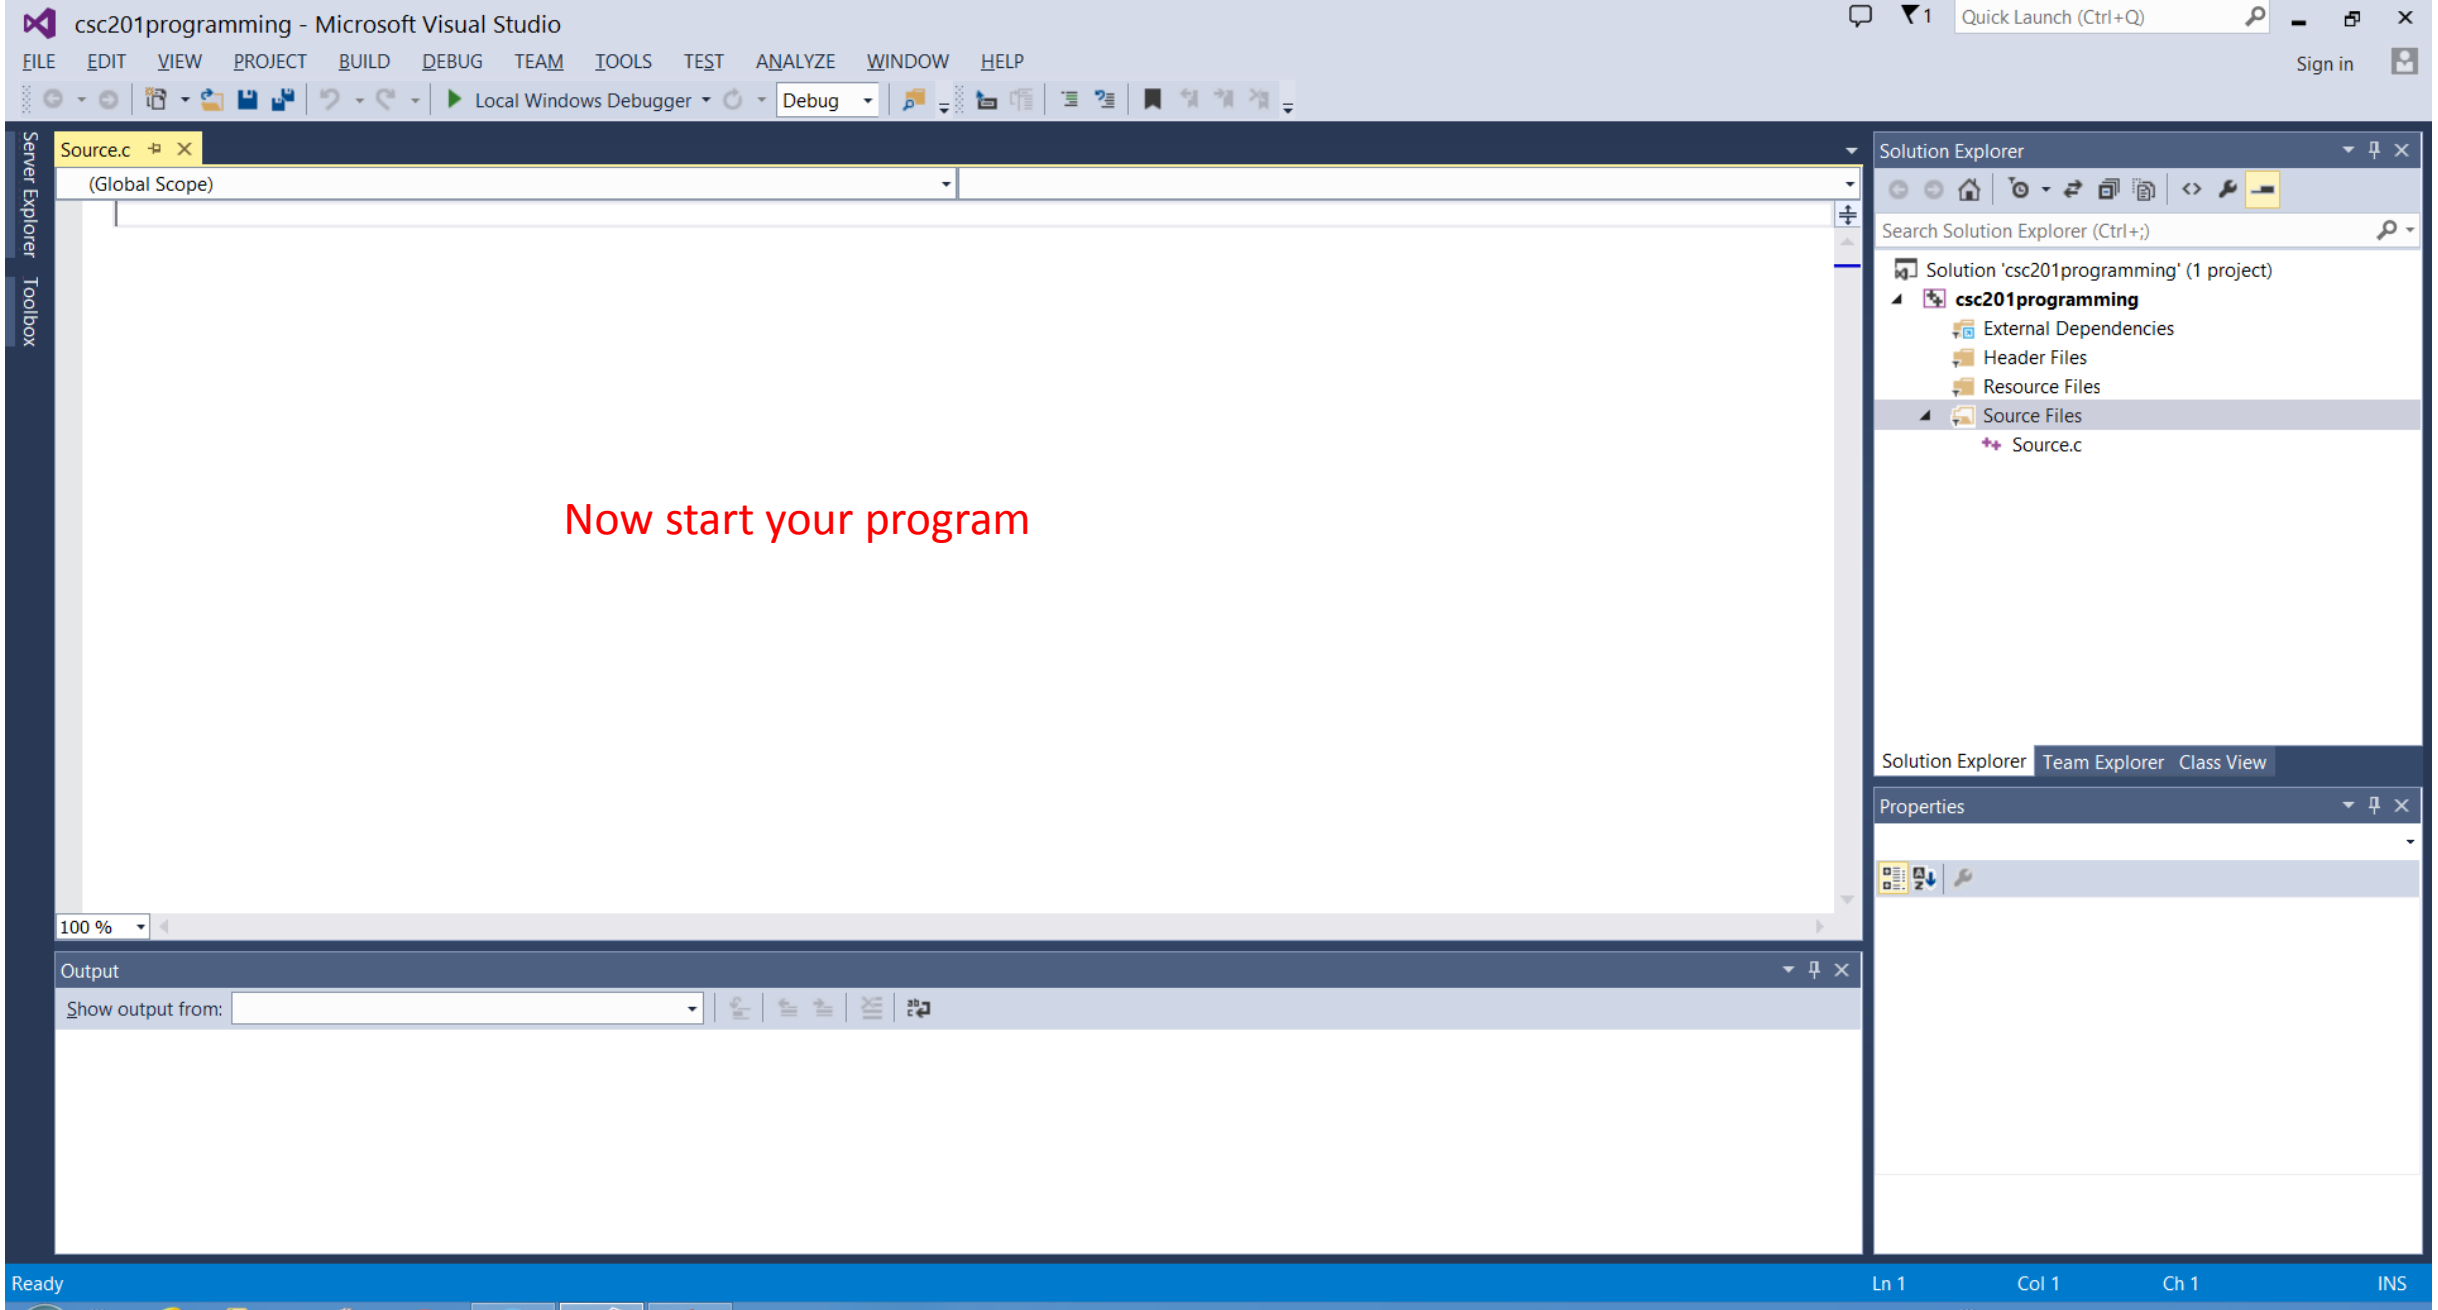 csc201programming - Microsoft Visual Studio
1 Quick Launch (Ctrl+Q)
FILE EDIT VIEW PROJECT BUILD DEBUG TEAM TOOLS TEST ANALYZE WINDOW HELP
Sign in
Local Windows Debugger Debug
Server Explorer
Toolbox
Source.c
(Global Scope)
Now start your program
100 %
Output
Show output from:
Solution Explorer
Search Solution Explorer (Ctrl+;)
Solution 'csc201programming' (1 project)
csc201programming
External Dependencies
Header Files
Resource Files
Source Files
Source.c
Solution Explorer Team Explorer Class View
Properties
Ready
Ln 1 Col 1 Ch 1 INS